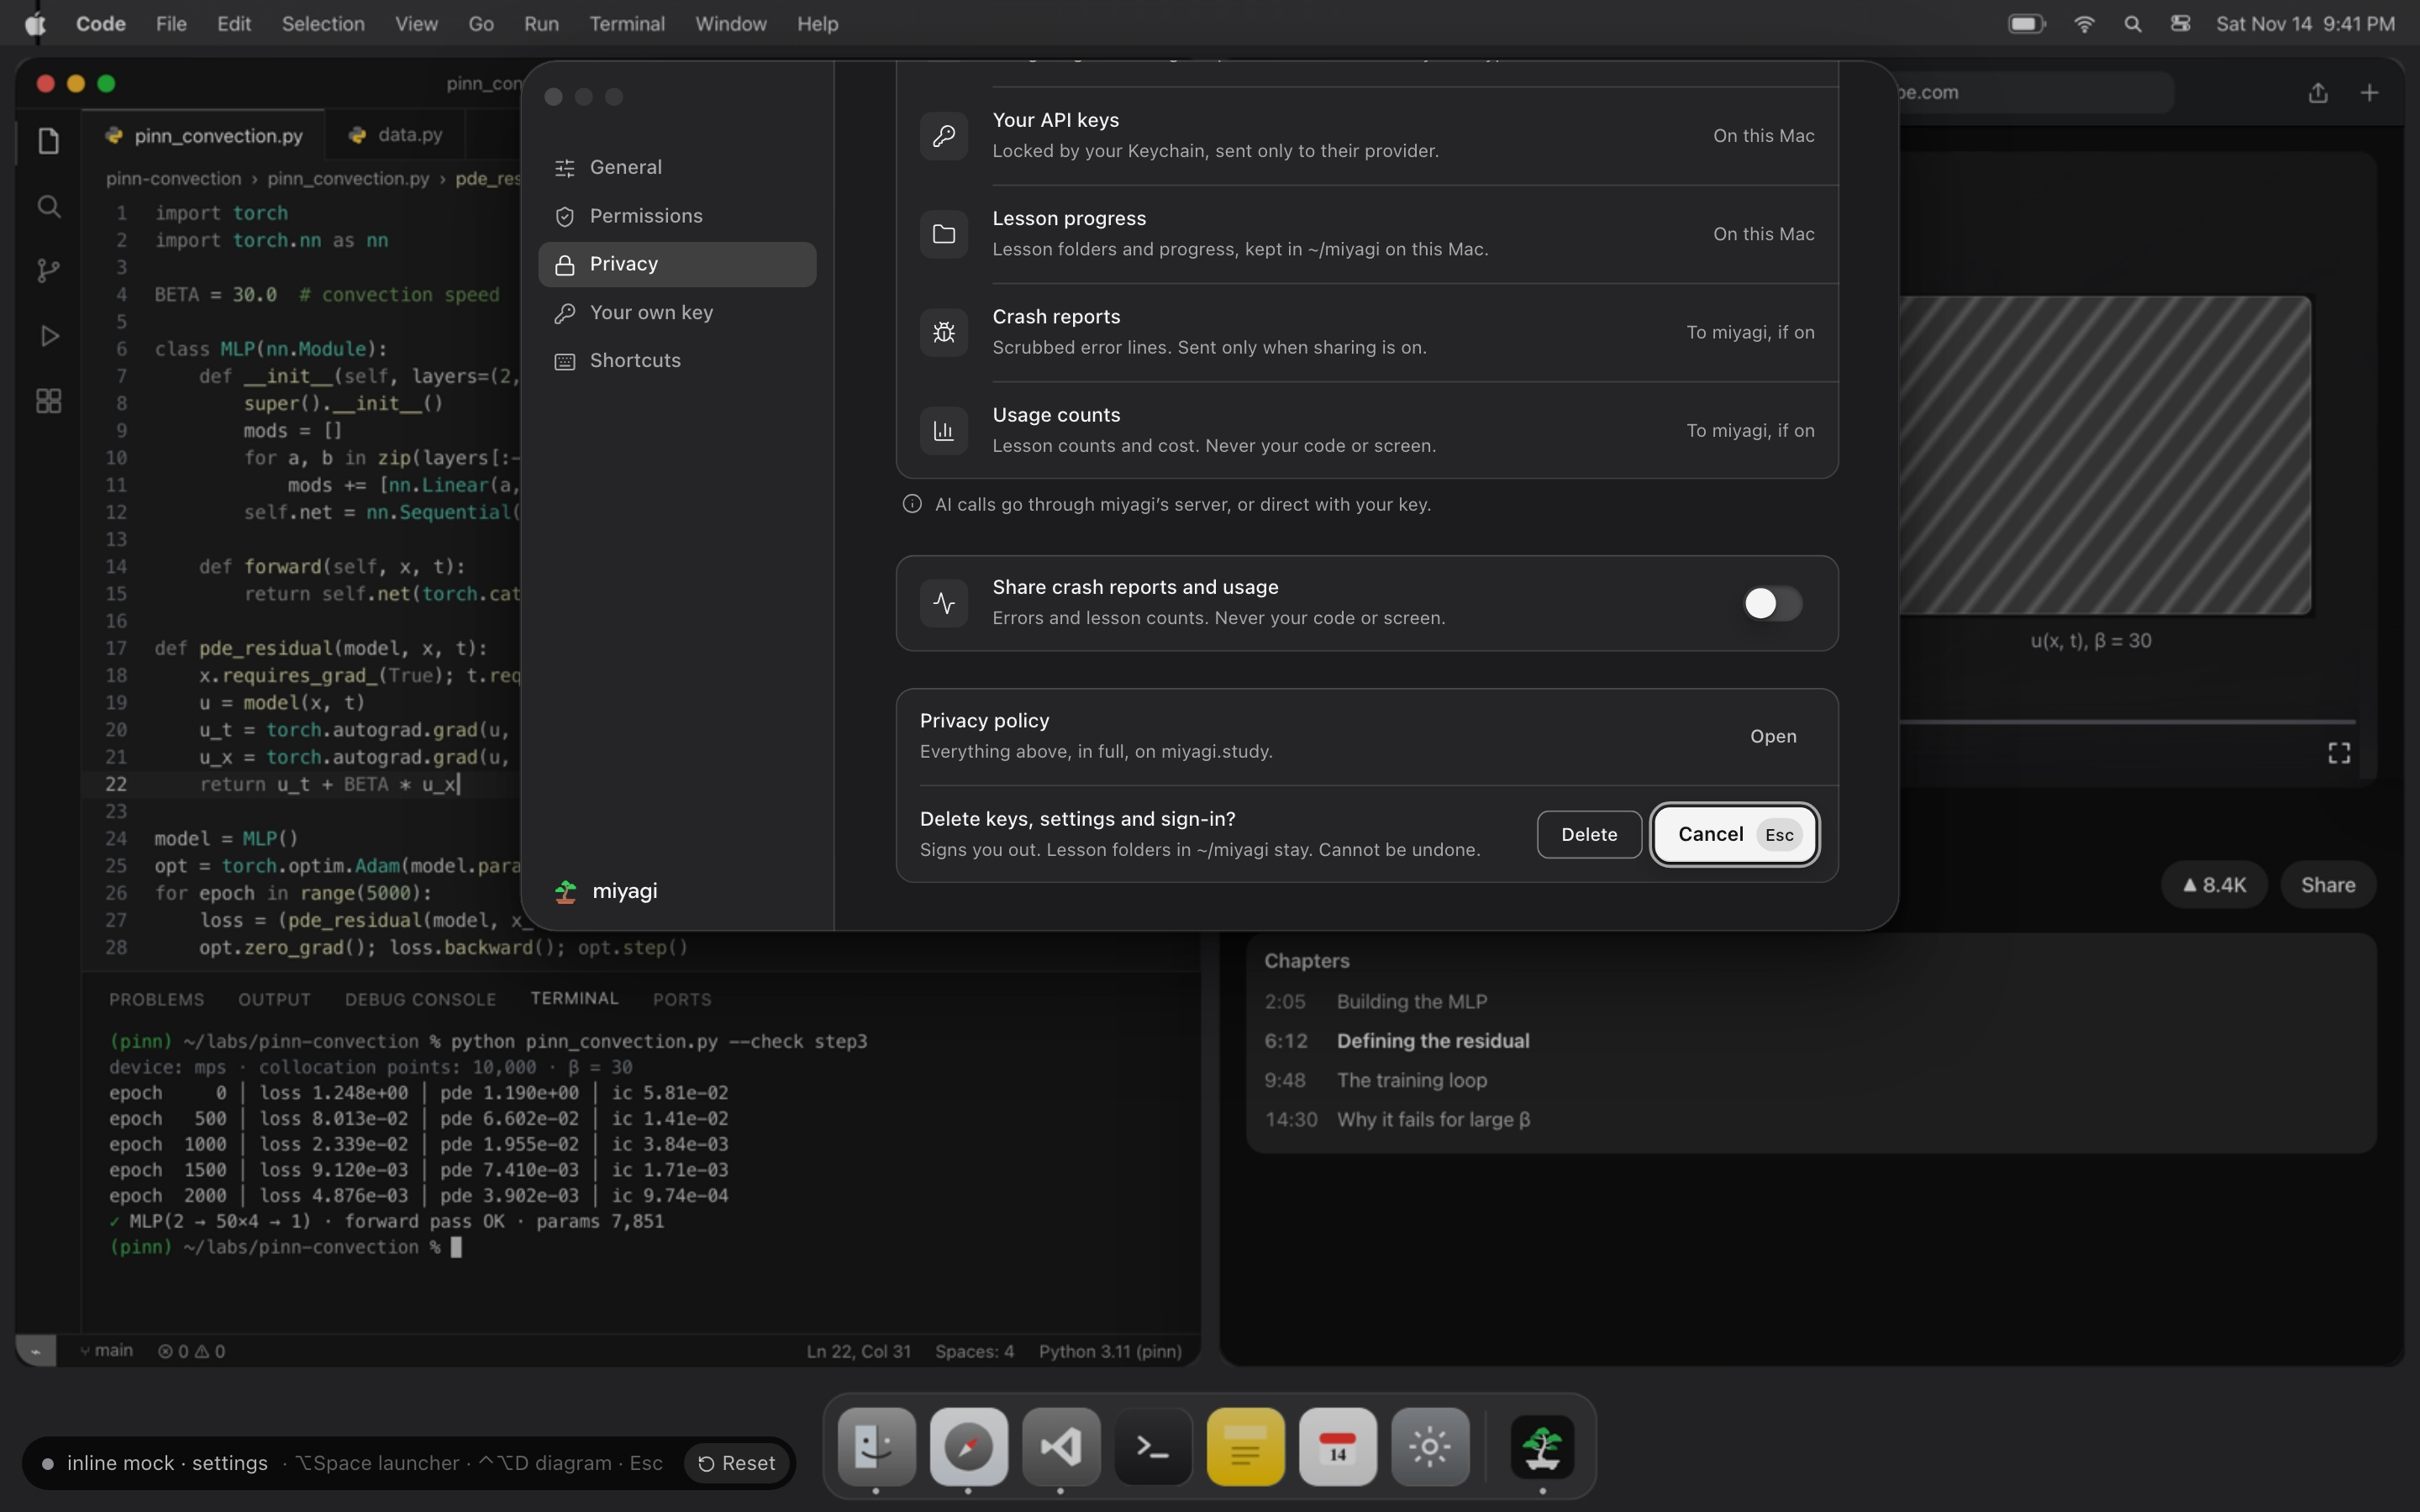 Code File Edit Selection View Go Run Terminal Window Help
Sat Nov 14 9:41 PM
pinn_con
pinn_convection.py
data.py
pinn-convection › pinn_convection.py › pde_res
1 import torch
2 import torch.nn as nn
3
4 BETA = 30.0 # convection speed
5
6 class MLP(nn.Module):
7 def __init__(self, layers=(2,
8 super().__init__()
9 mods = []
10 for a, b in zip(layers[:-
11 mods += [nn.Linear(a,
12 self.net = nn.Sequential(
13
14 def forward(self, x, t):
15 return self.net(torch.cat
16
17 def pde_residual(model, x, t):
18 x.requires_grad_(True); t.req
19 u = model(x, t)
20 u_t = torch.autograd.grad(u,
21 u_x = torch.autograd.grad(u,
22 return u_t + BETA * u_x
23
24 model = MLP()
25 opt = torch.optim.Adam(model.para
26 for epoch in range(5000):
27 loss = (pde_residual(model, x_
28 opt.zero_grad(); loss.backward(); opt.step()
PROBLEMS OUTPUT DEBUG CONSOLE TERMINAL PORTS
(pinn) ~/labs/pinn-convection % python pinn_convection.py --check step3
device: mps · collocation points: 10,000 · β = 30
epoch 0 | loss 1.248e+00 | pde 1.190e+00 | ic 5.81e-02
epoch 500 | loss 8.013e-02 | pde 6.602e-02 | ic 1.41e-02
epoch 1000 | loss 2.339e-02 | pde 1.955e-02 | ic 3.84e-03
epoch 1500 | loss 9.120e-03 | pde 7.410e-03 | ic 1.71e-03
epoch 2000 | loss 4.876e-03 | pde 3.902e-03 | ic 9.74e-04
✓ MLP(2 → 50×4 → 1) · forward pass OK · params 7,851
(pinn) ~/labs/pinn-convection %
main 0 0
Ln 22, Col 31 Spaces: 4 Python 3.11 (pinn)
General
Permissions
Privacy
Your own key
Shortcuts
miyagi
Your API keys
Locked by your Keychain, sent only to their provider.
On this Mac
Lesson progress
Lesson folders and progress, kept in ~/miyagi on this Mac.
On this Mac
Crash reports
Scrubbed error lines. Sent only when sharing is on.
To miyagi, if on
Usage counts
Lesson counts and cost. Never your code or screen.
To miyagi, if on
AI calls go through miyagi’s server, or direct with your key.
Share crash reports and usage
Errors and lesson counts. Never your code or screen.
Privacy policy
Everything above, in full, on miyagi.study.
Open
Delete keys, settings and sign-in?
Signs you out. Lesson folders in ~/miyagi stay. Cannot be undone.
Delete
Cancel Esc
be.com
u(x, t), β = 30
▲ 8.4K
Share
Chapters
2:05 Building the MLP
6:12 Defining the residual
9:48 The training loop
14:30 Why it fails for large β
inline mock · settings · ⌥Space launcher · ^⌥D diagram · Esc
Reset
14